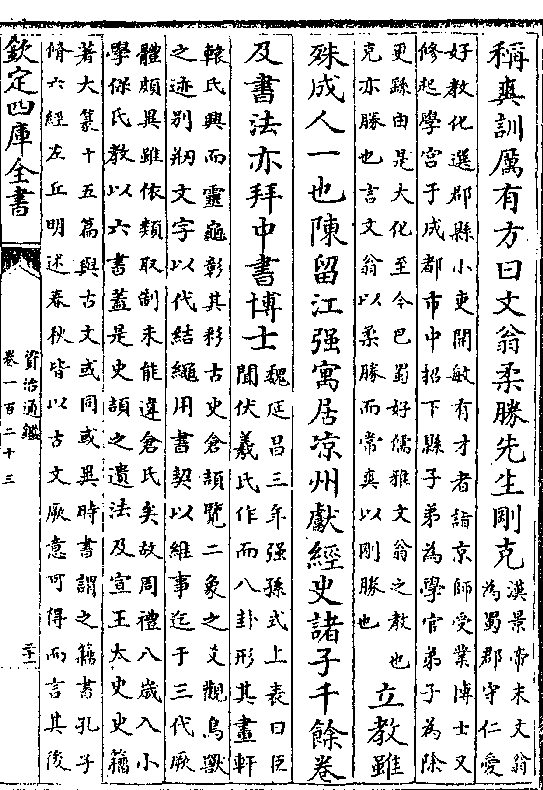 稱爽訓厲有方曰文翁柔勝先生剛克
漢景帝末文翁
為蜀郡守仁愛
好教化選郡縣小吏開敏有才者詣京師受業博士又
修起學宫于成都市中招下縣子弟為學官弟子為除
更繇由是大化至今巴蜀好儒雅文翁之教也
克亦勝也言文翁以柔勝而常爽以剛勝也
立教雖
殊成人一也陳留江强寓居凉州獻經史諸子千餘卷
及書法亦拜中書博士
魏延昌三年强孫式上表曰臣
聞伏羲氏作而八卦形其畫軒
轅氏興而靈龜彰其彩古史倉頡覽二象之爻觀鳥獸
之迹别剏文字以代結繩用書契以維事迄于三代厥
體頗異雖依類取制未能違倉氏矣故周禮八歲入小
學保氏教以六書蓋是史頡之遺法及宣王太史史籀
著大篆十五篇與古文或同或異時書謂之籀書孔子
脩六經左丘明述春秋皆以古文厥意可得而言其後
欽定四庫全書
資治通鑑
卷一百二十三